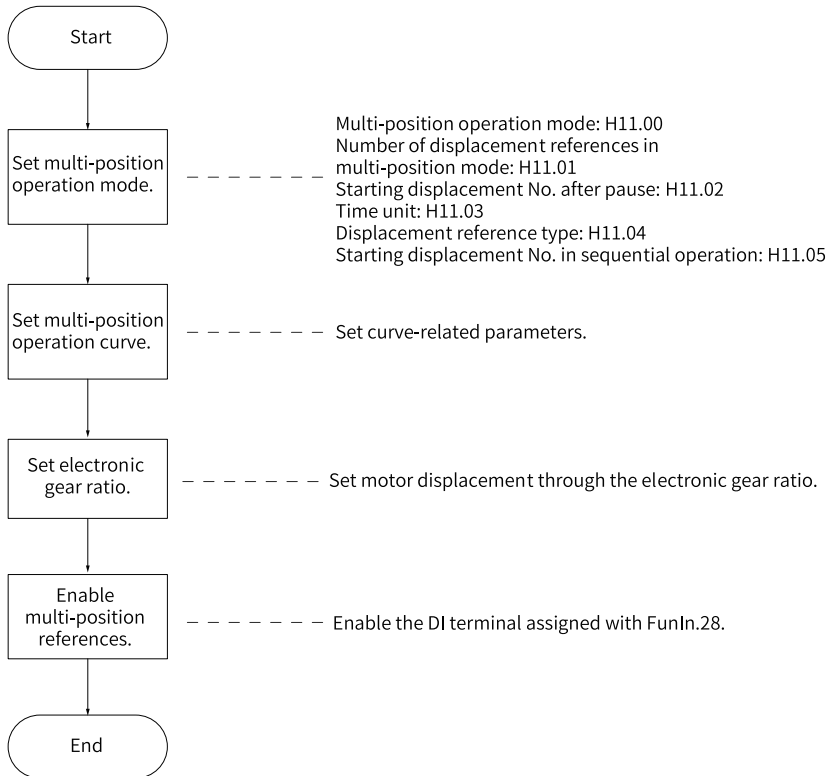 Start
Set multi-position
operation mode.
Multi-position operation mode: H11.00
Number of displacement references in
multi-position mode: H11.01
Starting displacement No. after pause: H11.02
Time unit: H11.03
Displacement reference type: H11.04
Starting displacement No. in sequential operation: H11.05
Set multi-position
operation curve.
Set curve-related parameters.
Set electronic
gear ratio.
Set motor displacement through the electronic gear ratio.
Enable
multi-position
references.
Enable the DI terminal assigned with FunIn.28.
End